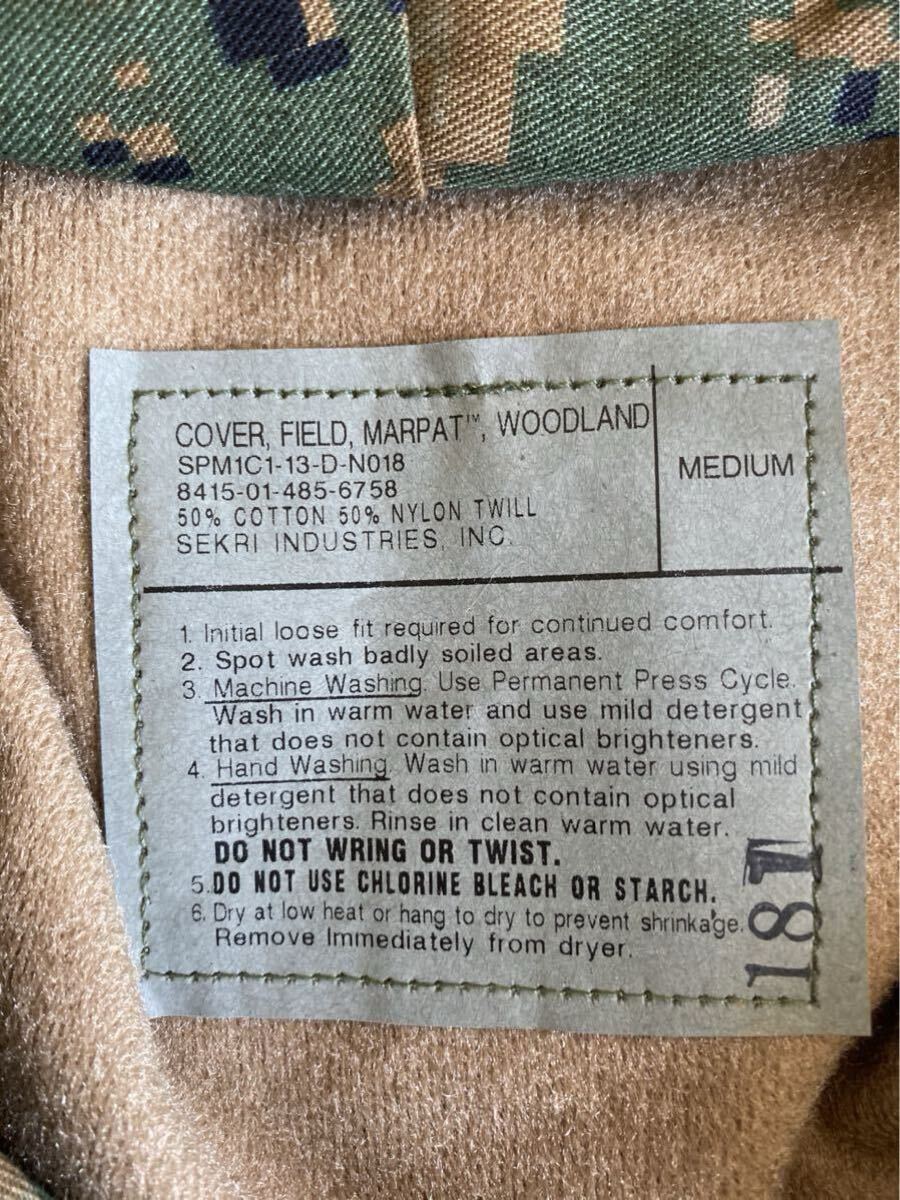 COVER, FIELD, MARPAT™, WOODLAND
SPM1C1-13-D-N018
8415-01-485-6758
50% COTTON 50% NYLON TWILL
SEKRI INDUSTRIES, INC.
MEDIUM
1. Initial loose fit required for continued comfort.
2. Spot wash badly soiled areas.
3. Machine Washing. Use Permanent Press Cycle.
Wash in warm water and use mild detergent
that does not contain optical brighteners.
4. Hand Washing. Wash in warm water using mild
detergent that does not contain optical
brighteners. Rinse in clean warm water.
DO NOT WRING OR TWIST.
5. DO NOT USE CHLORINE BLEACH OR STARCH.
6. Dry at low heat or hang to dry to prevent shrinkage.
Remove Immediately from dryer.
181